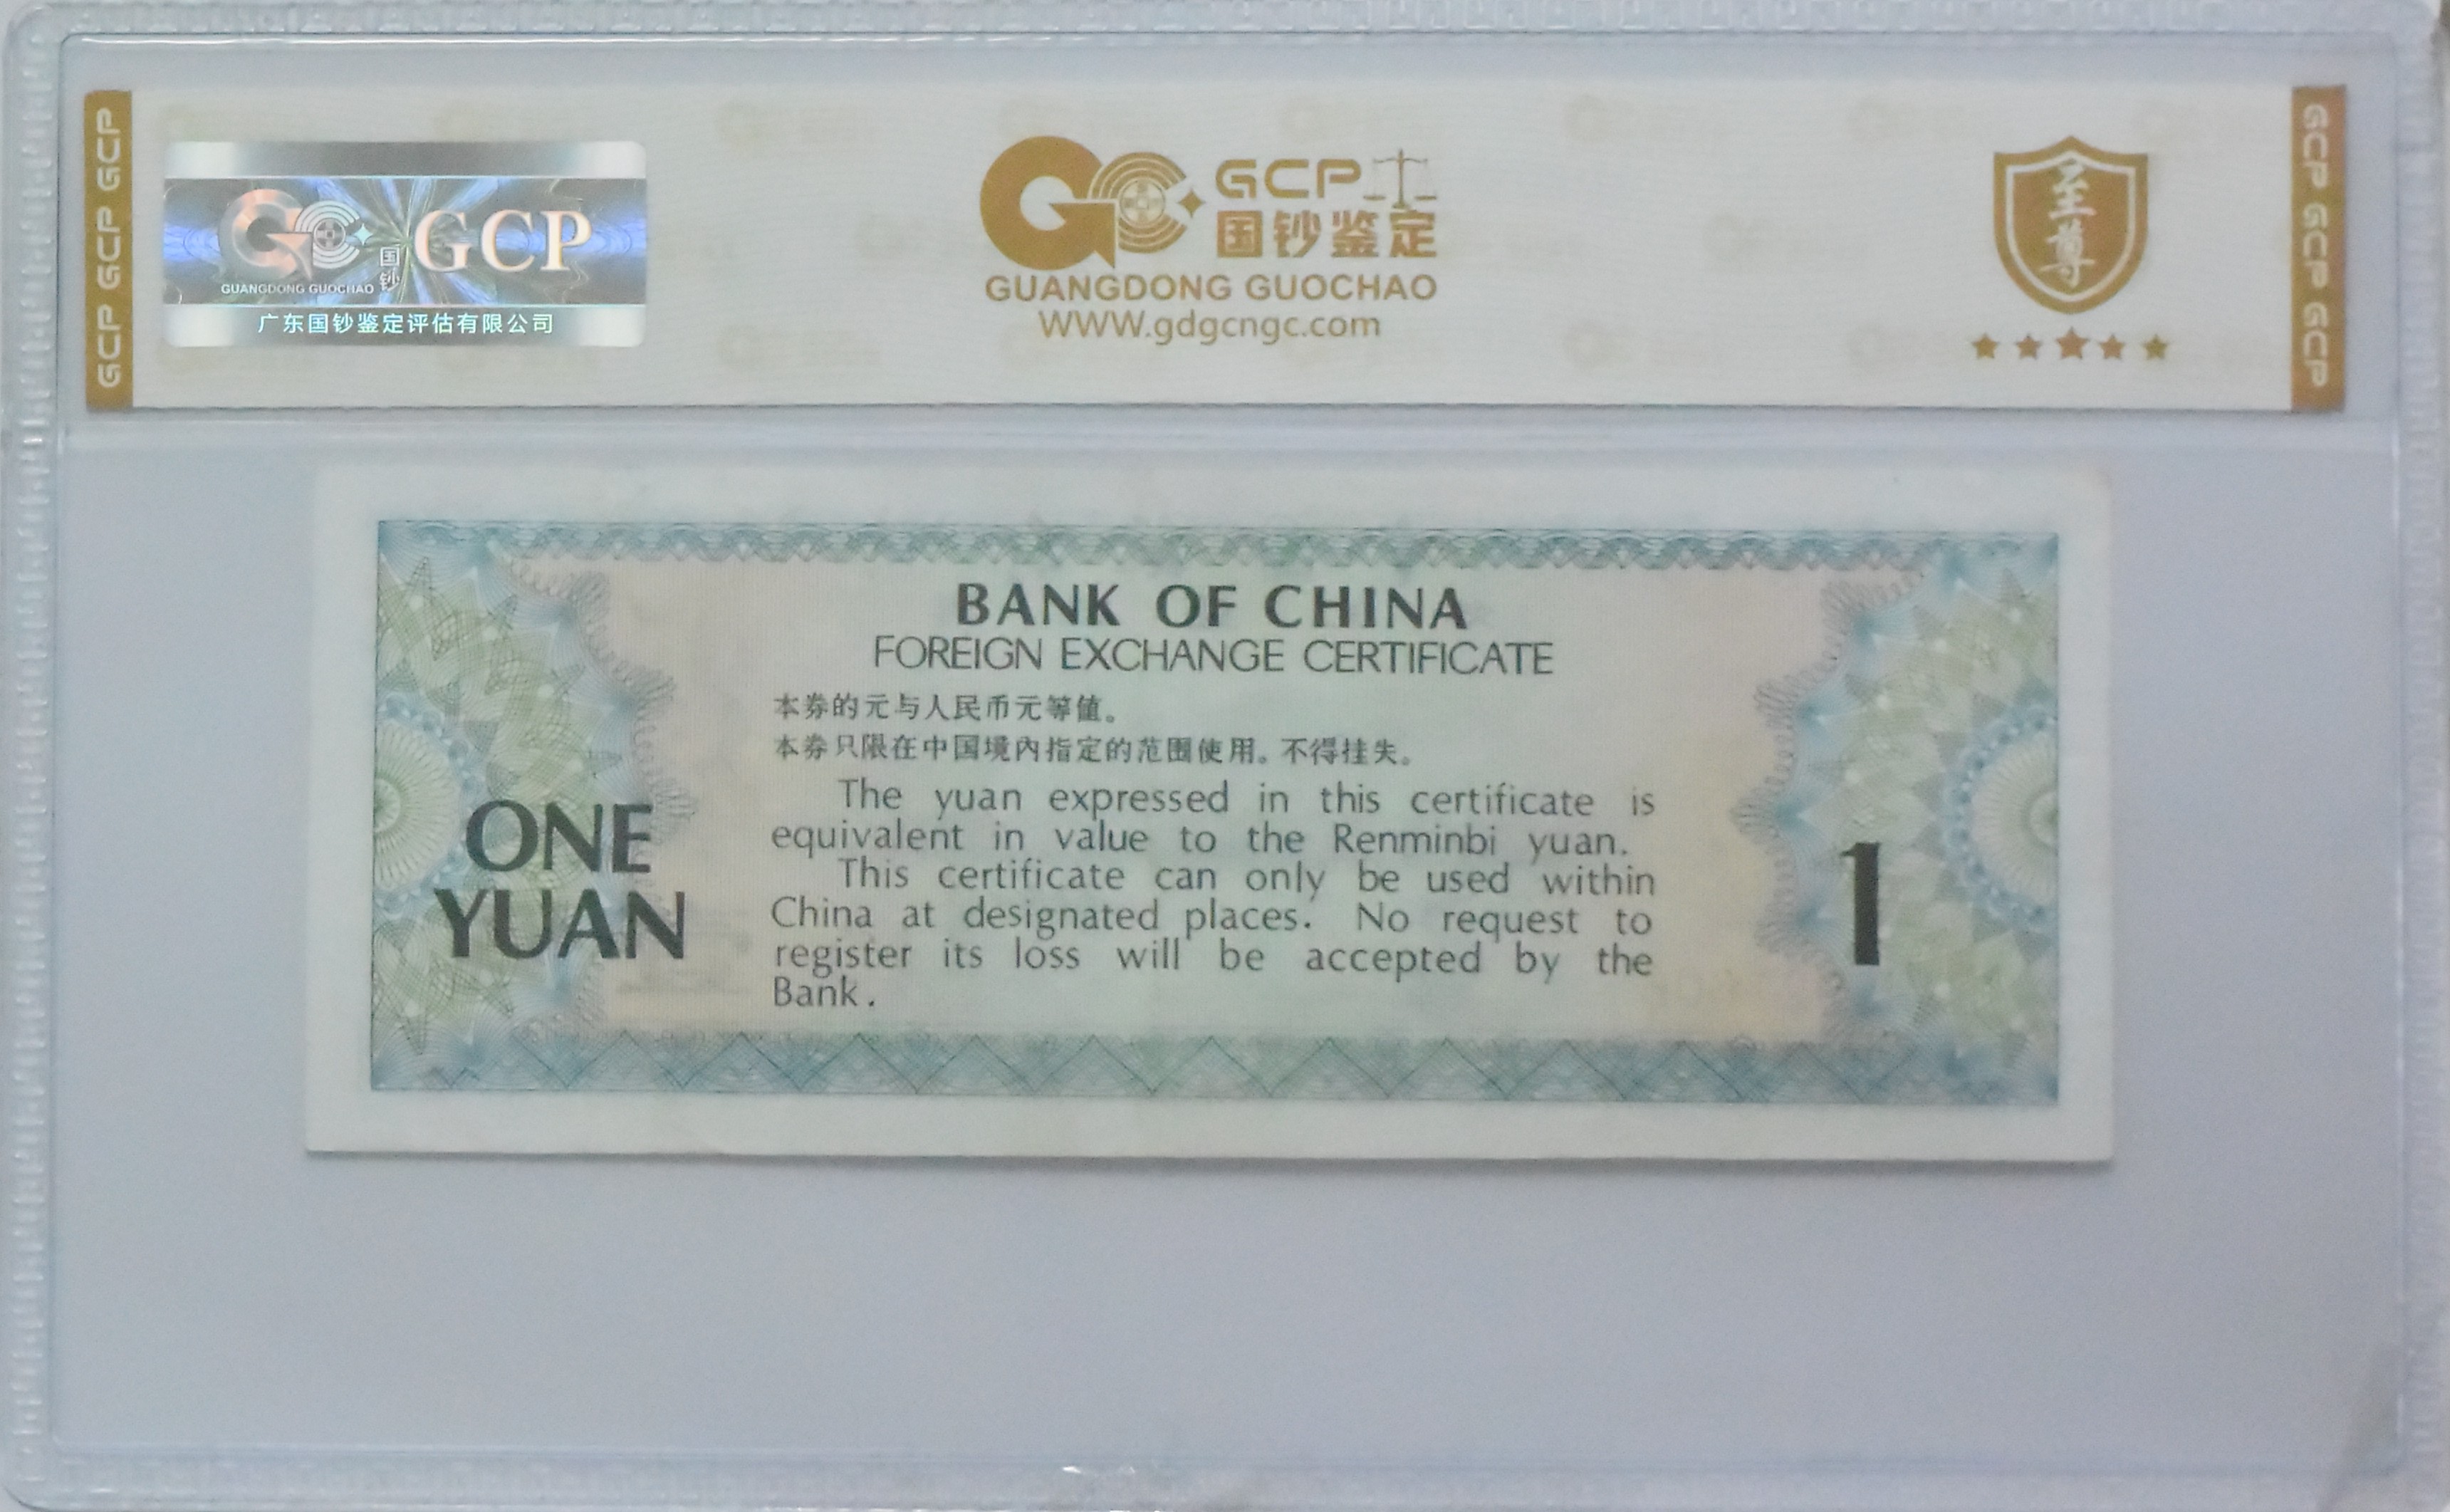 GCP GCP GCP
GC 国钞 GCP
GUANGDONG GUOCHAO
广东国钞鉴定评估有限公司
GCP
国钞鉴定
GUANGDONG GUOCHAO
WWW.gdgcngc.com
至尊
GCP GCP GCP
BANK OF CHINA
FOREIGN EXCHANGE CERTIFICATE
本券的元与人民币元等值。
本券只限在中国境内指定的范围使用。不得挂失。
The yuan expressed in this certificate is
equivalent in value to the Renminbi yuan.
This certificate can only be used within
China at designated places. No request to
register its loss will be accepted by the
Bank.
ONE
YUAN
1